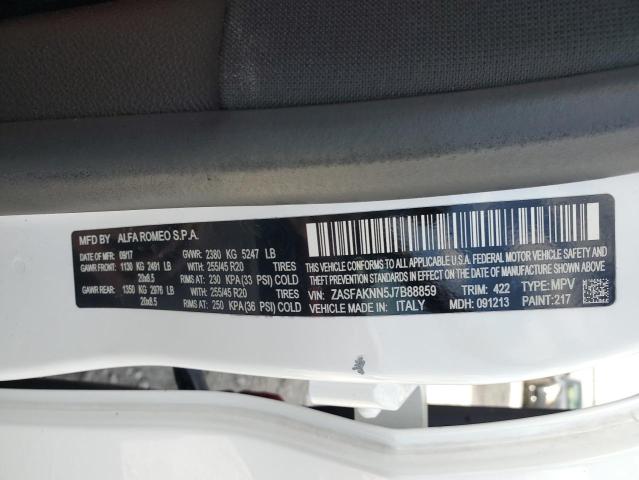 MFD BY ALFA ROMEO S.P.A.
DATE OF MFR 09/17 GVWR: 2380 KG 5247 LB
GAWR FRONT: 1130 KG 2491 LB WITH: 255/45 R20 TIRES
20x8.5 RIMS AT: 230 KPA(33 PSI) COLD
GAWR REAR: 1350 KG 2976 LB WITH: 255/45 R20 TIRES
20x8.5 RIMS AT: 250 KPA(36 PSI) COLD
THIS VEHICLE CONFORMS TO ALL APPLICABLE U.S.A. FEDERAL MOTOR VEHICLE SAFETY,
BUMPER, AND THEFT PREVENTION STANDARDS IN EFFECT ON THE DATE OF MANUFACTURE SHOWN ABOVE.
VIN: ZASFAKNN5J7B88859 TYPE: MPV
VEHICLE MADE IN: ITALY TRIM: 422
MDH: 091213 PAINT: 217